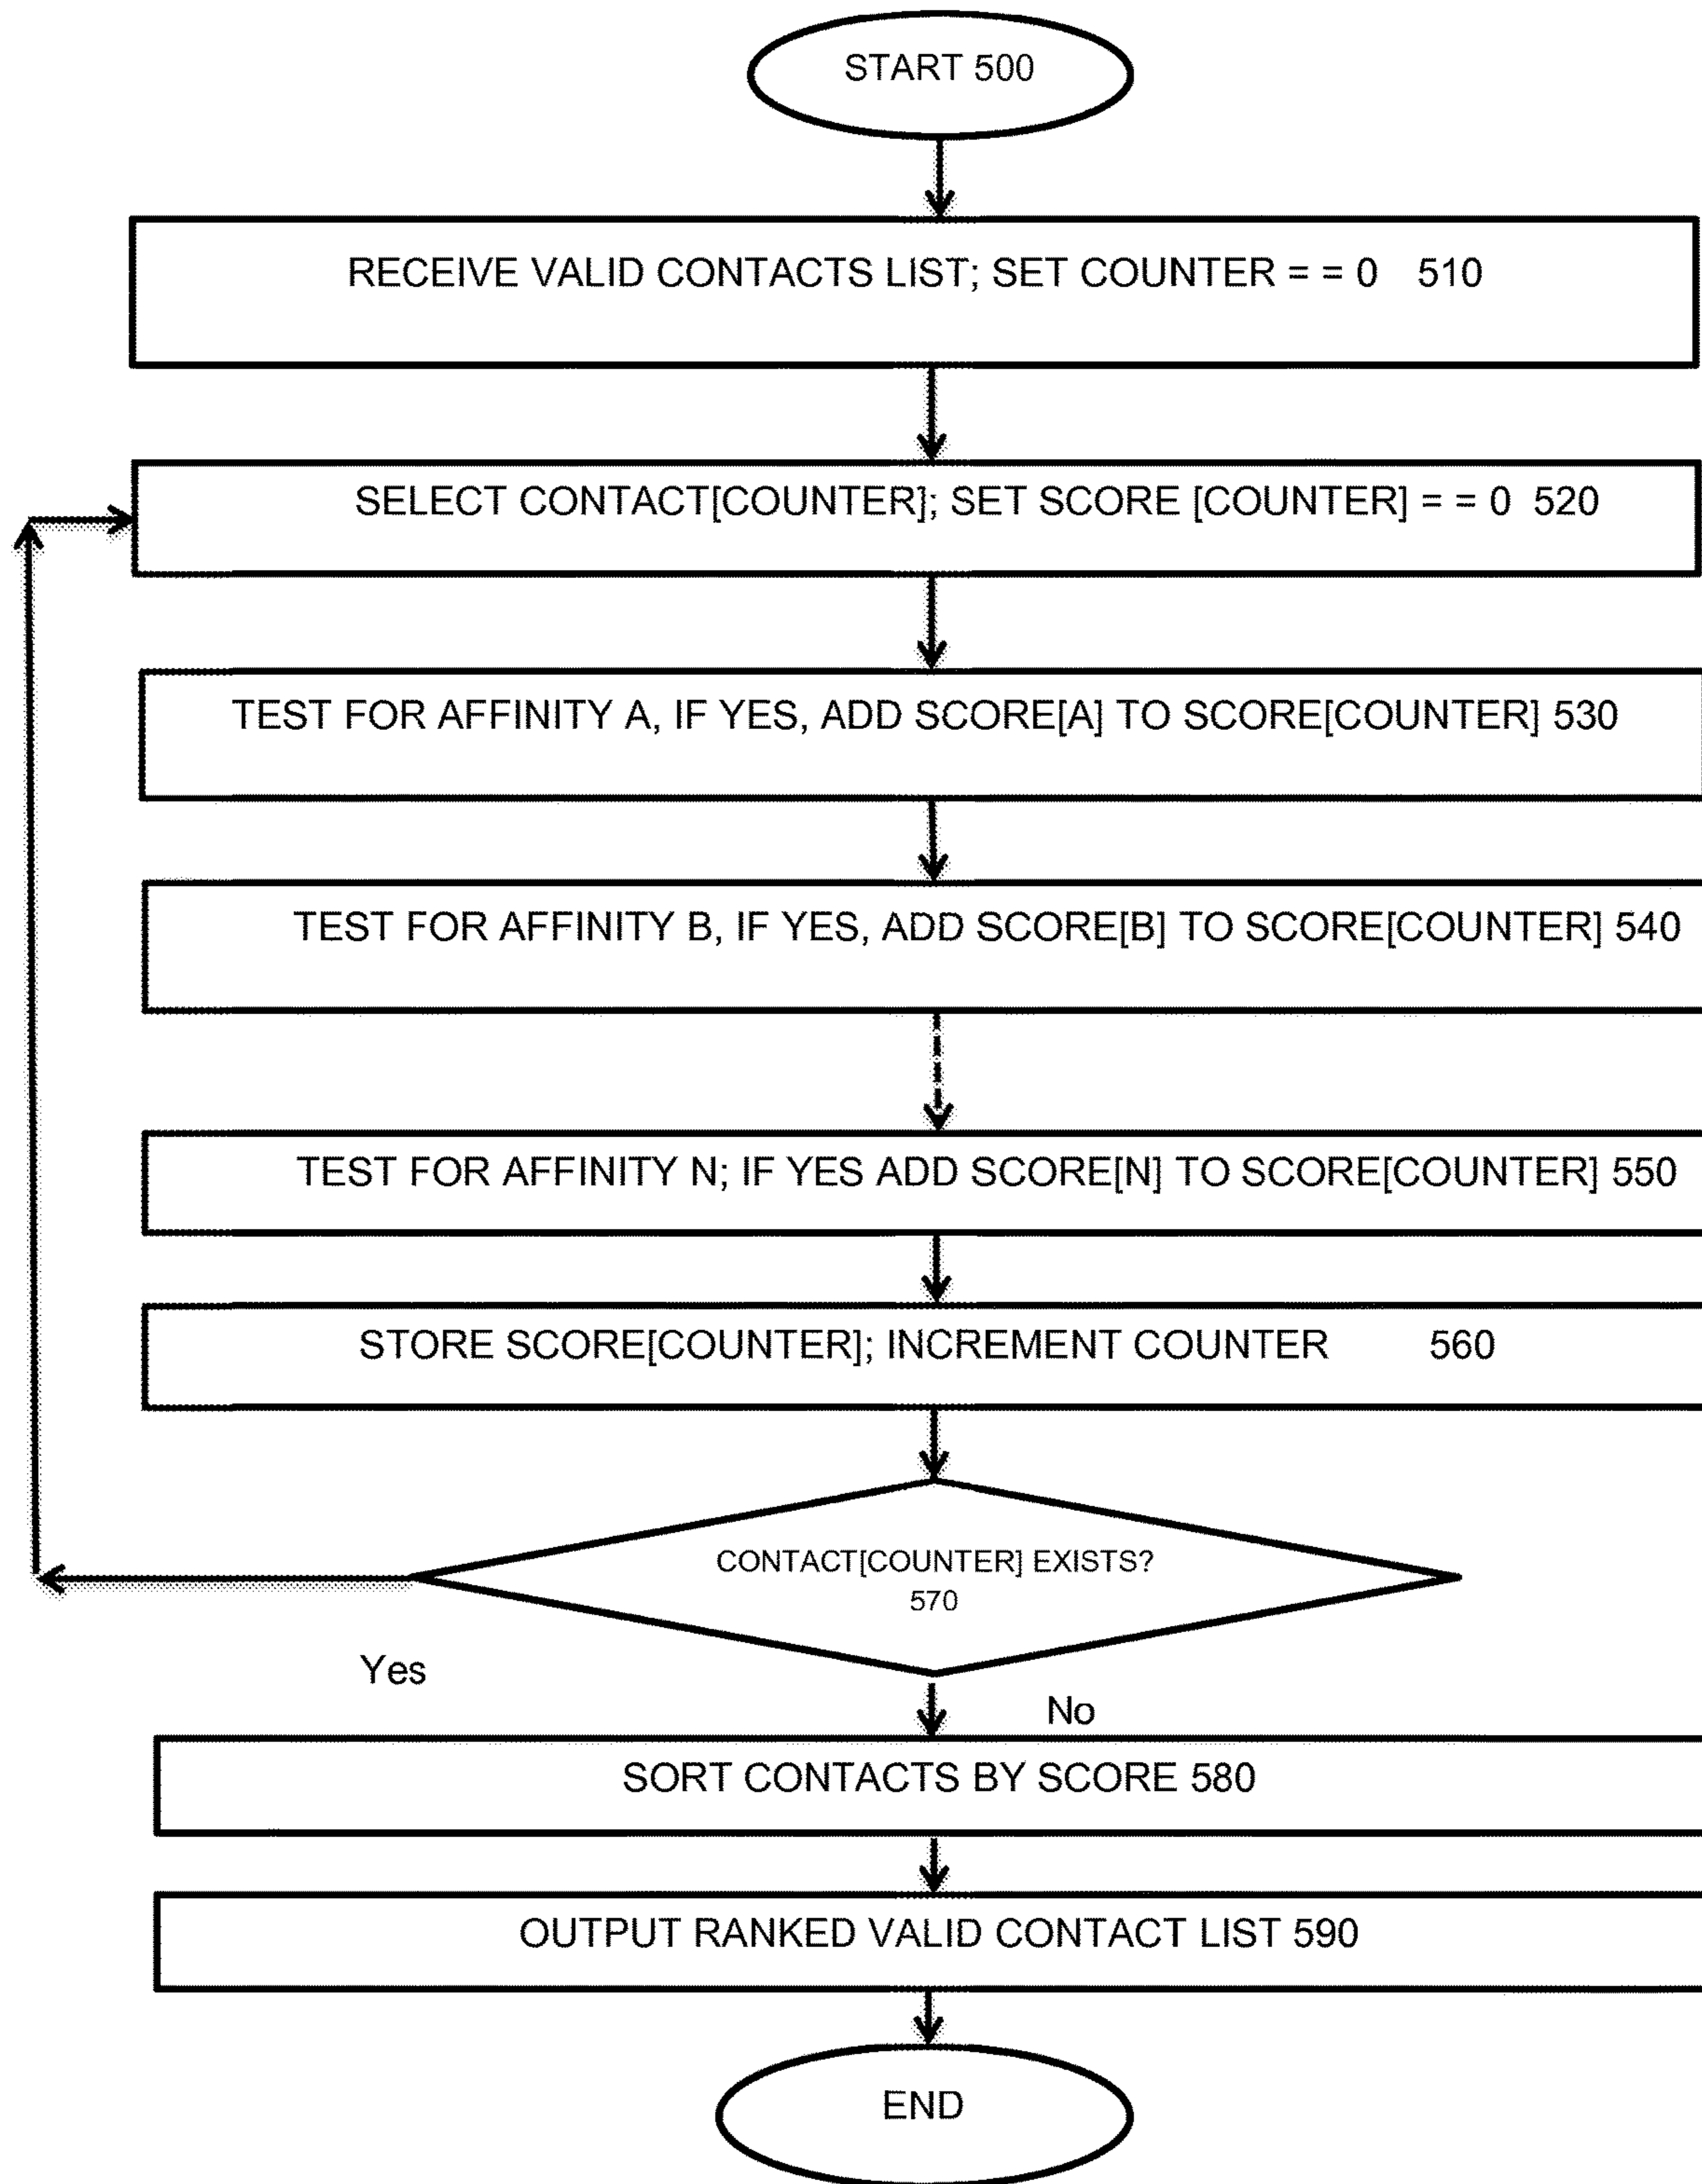 START 500
RECEIVE VALID CONTACTS LIST; SET COUNTER = = 0 510
SELECT CONTACT[COUNTER]; SET SCORE [COUNTER] = = 0 520
TEST FOR AFFINITY A, IF YES, ADD SCORE[A] TO SCORE[COUNTER] 530
TEST FOR AFFINITY B, IF YES, ADD SCORE[B] TO SCORE[COUNTER] 540
TEST FOR AFFINITY N; IF YES ADD SCORE[N] TO SCORE[COUNTER] 550
STORE SCORE[COUNTER]; INCREMENT COUNTER 560
CONTACT[COUNTER] EXISTS?
570
Yes
No
SORT CONTACTS BY SCORE 580
OUTPUT RANKED VALID CONTACT LIST 590
END